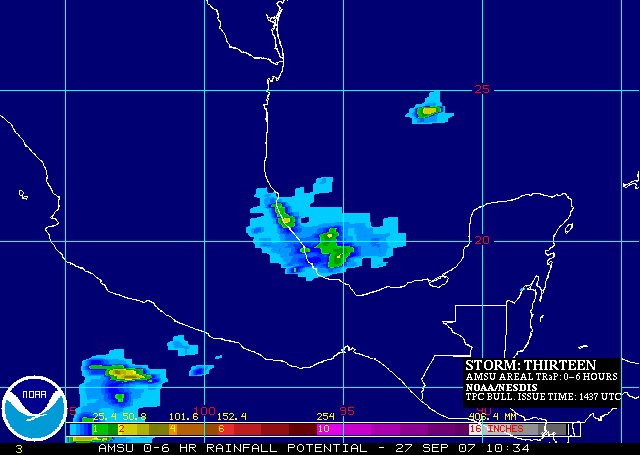 25
20
STORM: THIRTEEN
AMSU AREAL TRaP: 0-6 HOURS
NOAA/NESDIS
TPC BULL. ISSUE TIME: 1437 UTC
NOAA
100 95 90
25.4 50.8 101.6 152.4 254 406.4 MM
1 2 4 6 10 16 INCHES
3 AMSU 0-6 HR RAINFALL POTENTIAL - 27 SEP 07 10:34